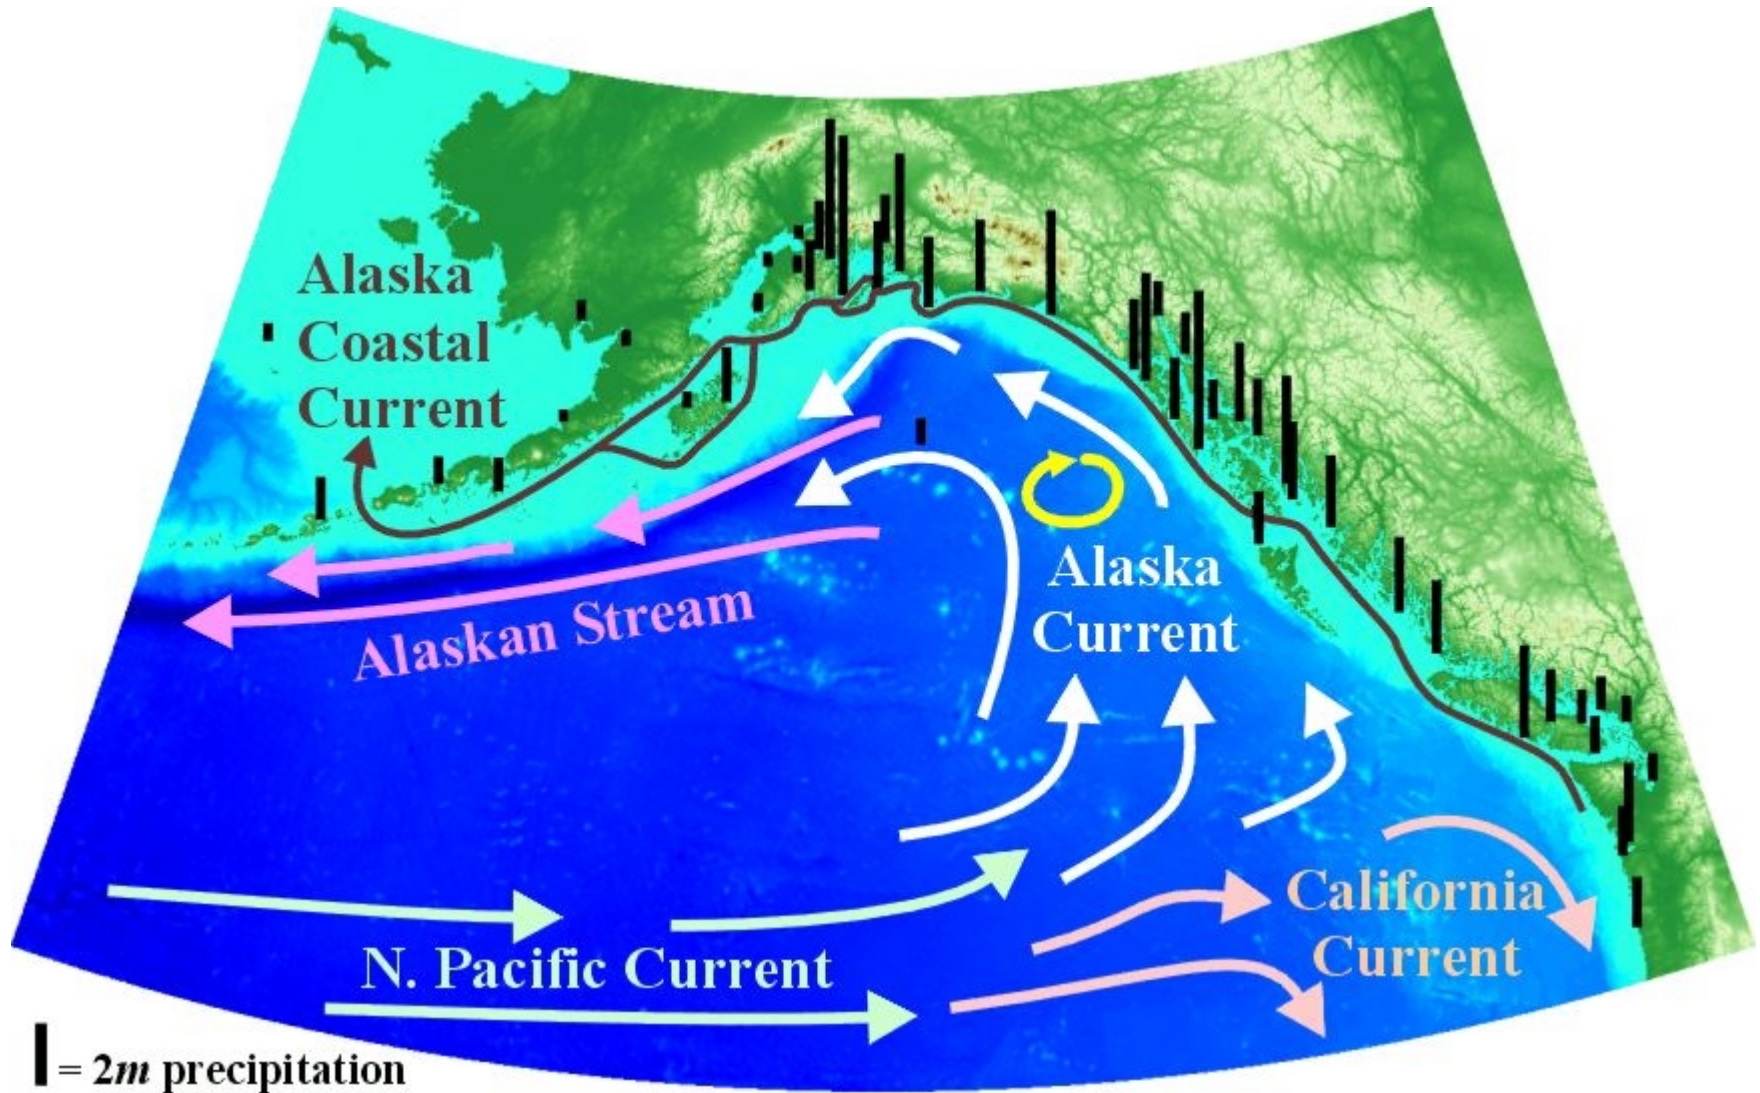 Alaska
Coastal
Current
Alaska
Current
Alaskan Stream
California
Current
N. Pacific Current
= 2m precipitation